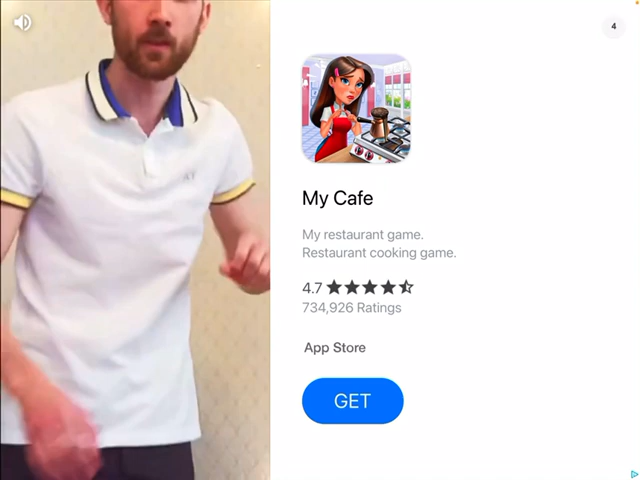 4
My Cafe
My restaurant game.
Restaurant cooking game.
4.7
734,926 Ratings
App Store
GET